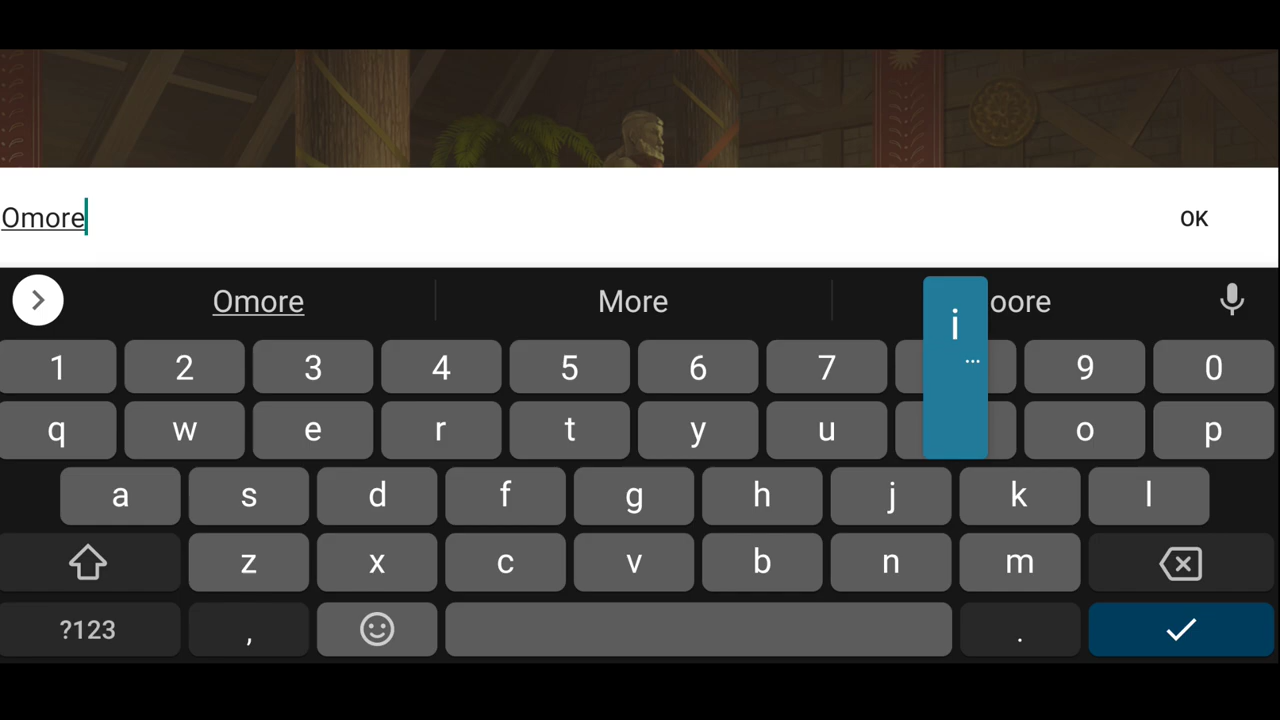 Omore
OK
Omore More oore
i
...
1 2 3 4 5 6 7 9 0
q w e r t y u o p
a s d f g h j k l
z x c v b n m
?123 , .